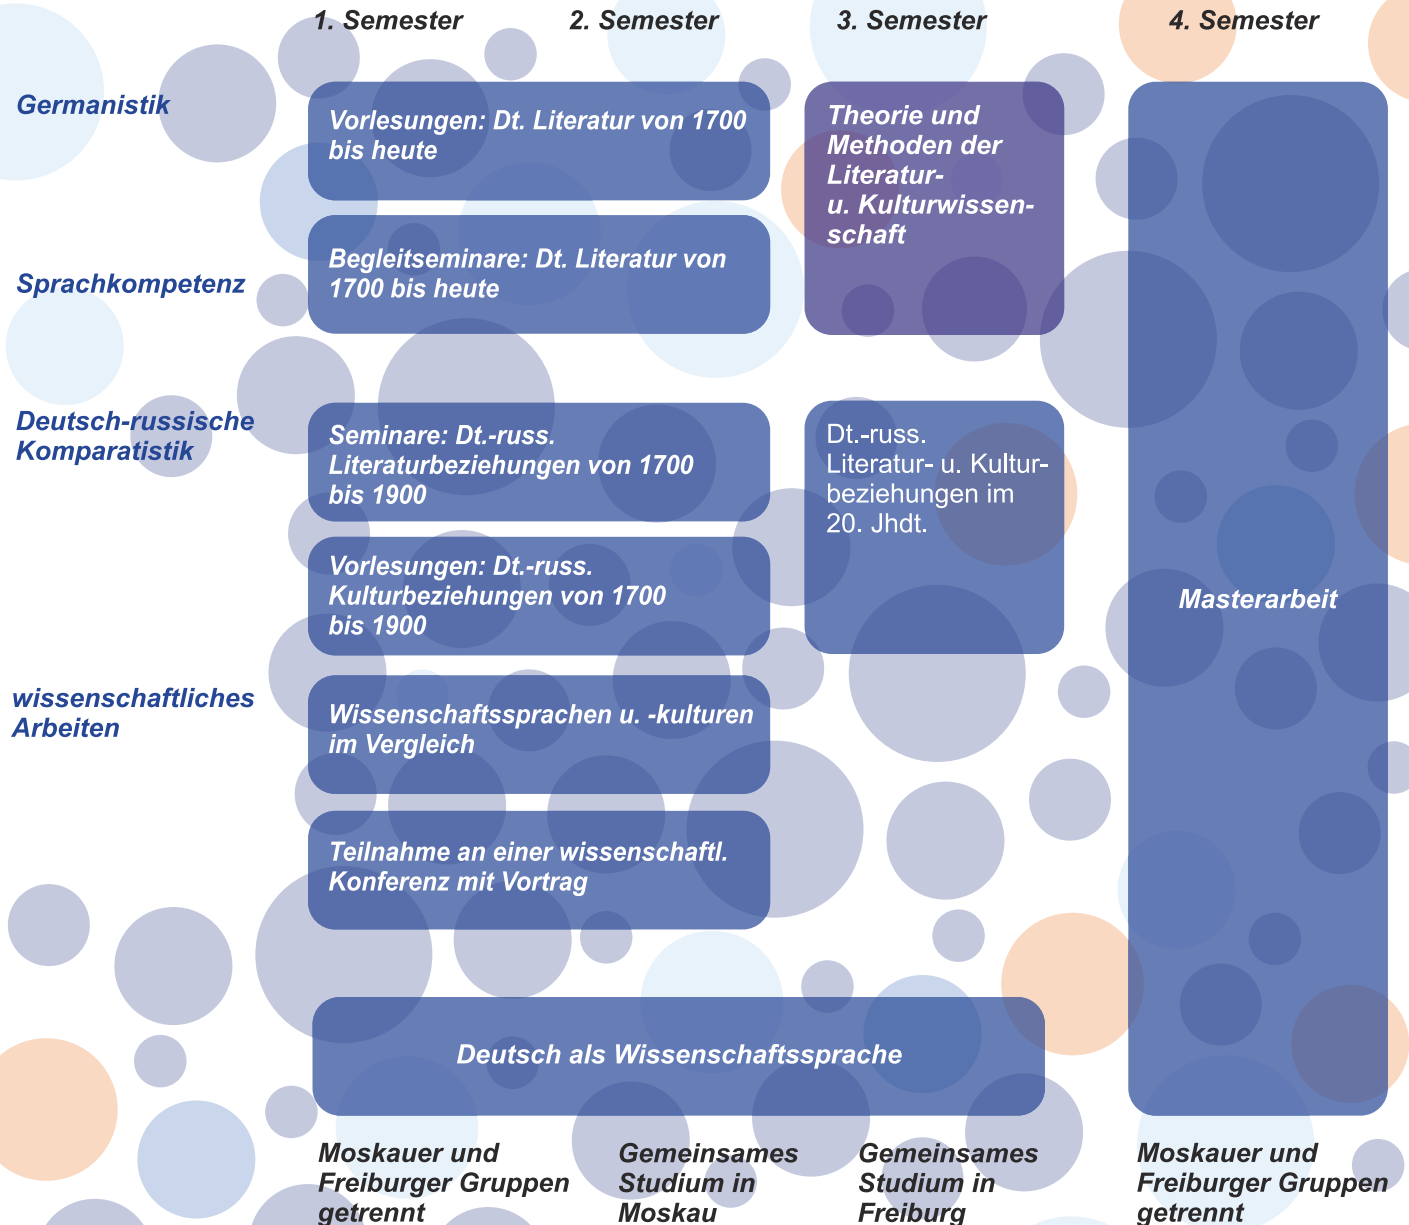 1. Semester 2. Semester 3. Semester 4. Semester
Germanistik
Vorlesungen: Dt. Literatur von 1700
bis heute
Theorie und
Methoden der
Literatur-
u. Kulturwissen-
schaft
Sprachkompetenz
Begleitseminare: Dt. Literatur von
1700 bis heute
Deutsch-russische
Komparatistik
Seminare: Dt.-russ.
Literaturbeziehungen von 1700
bis 1900
Dt.-russ.
Literatur- u. Kultur-
beziehungen im
20. Jhdt.
Vorlesungen: Dt.-russ.
Kulturbeziehungen von 1700
bis 1900
Masterarbeit
wissenschaftliches
Arbeiten
Wissenschaftssprachen u. -kulturen
im Vergleich
Teilnahme an einer wissenschaftl.
Konferenz mit Vortrag
Deutsch als Wissenschaftssprache
Moskauer und
Freiburger Gruppen
getrennt
Gemeinsames
Studium in
Moskau
Gemeinsames
Studium in
Freiburg
Moskauer und
Freiburger Gruppen
getrennt